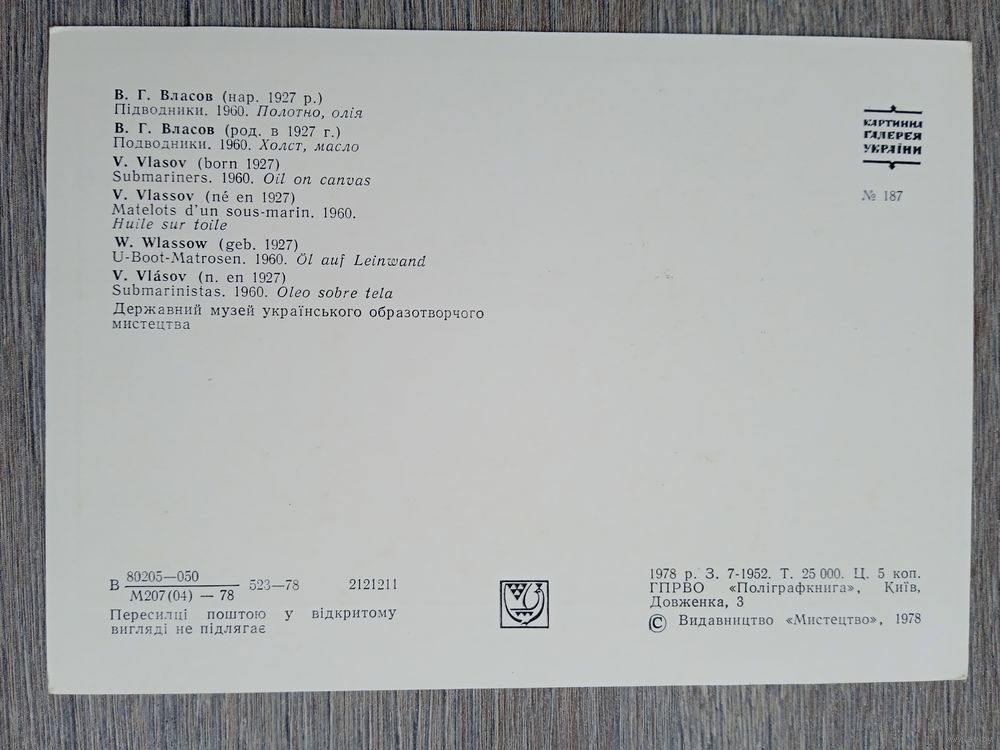 В. Г. Власов (нар. 1927 р.)
Підводники. 1960. Полотно, олія
В. Г. Власов (род. в 1927 г.)
Подводники. 1960. Холст, масло
V. Vlasov (born 1927)
Submariners. 1960. Oil on canvas
V. Vlassov (né en 1927)
Matelots d'un sous-marin. 1960.
Huile sur toile
W. Wlassow (geb. 1927)
U-Boot-Matrosen. 1960. Öl auf Leinwand
V. Vlásov (n. en 1927)
Submarinistas. 1960. Oleo sobre tela
Державний музей українського образотворчого
мистецтва
КАРТИННА
ГАЛЕРЕЯ
УКРАЇНИ
№ 187
В 80205—050
М207(04) — 78
523—78 2121211
Пересилці поштою у відкритому
вигляді не підлягає
1978 р. З. 7-1952. Т. 25 000. Ц. 5 коп.
ГПРВО «Поліграфкнига», Київ,
Довженка, 3
© Видавництво «Мистецтво», 1978